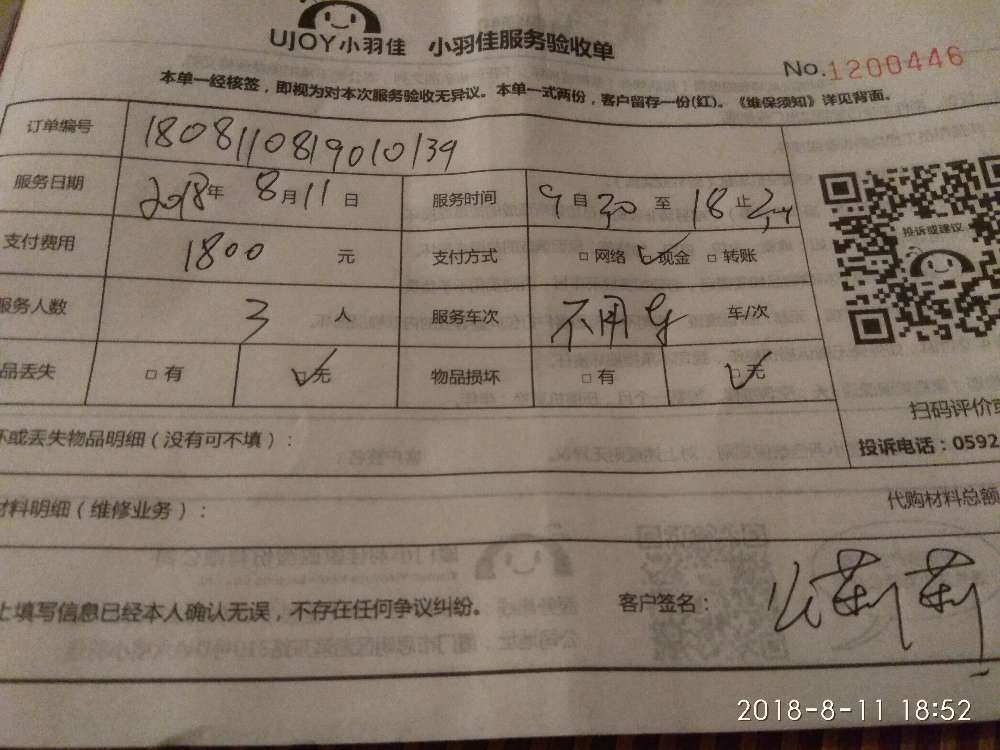 UJOY小羽佳 小羽佳服务验收单
No.1200446
本单一经核签，即视为对本次服务验收无异议。本单一式两份，客户留存一份(红)。《维保须知》详见背面。
订单编号 1808110819010139
服务日期 2018年 8月11日 服务时间 9自30至18止
支付费用 1800 元 支付方式 □网络 ☑现金 □转账
投诉或建议
服务人数 3 人 服务车次 不用 车/次
品丢失 □有 ☑无 物品损坏 □有 ☑无
扫码评价
坏或丢失物品明细（没有可不填）：
投诉电话：0592
材料明细（维修业务）： 代购材料总额
上填写信息已经本人确认无误，不存在任何争议纠纷。 客户签名： 莉莉
2018-8-11 18:52